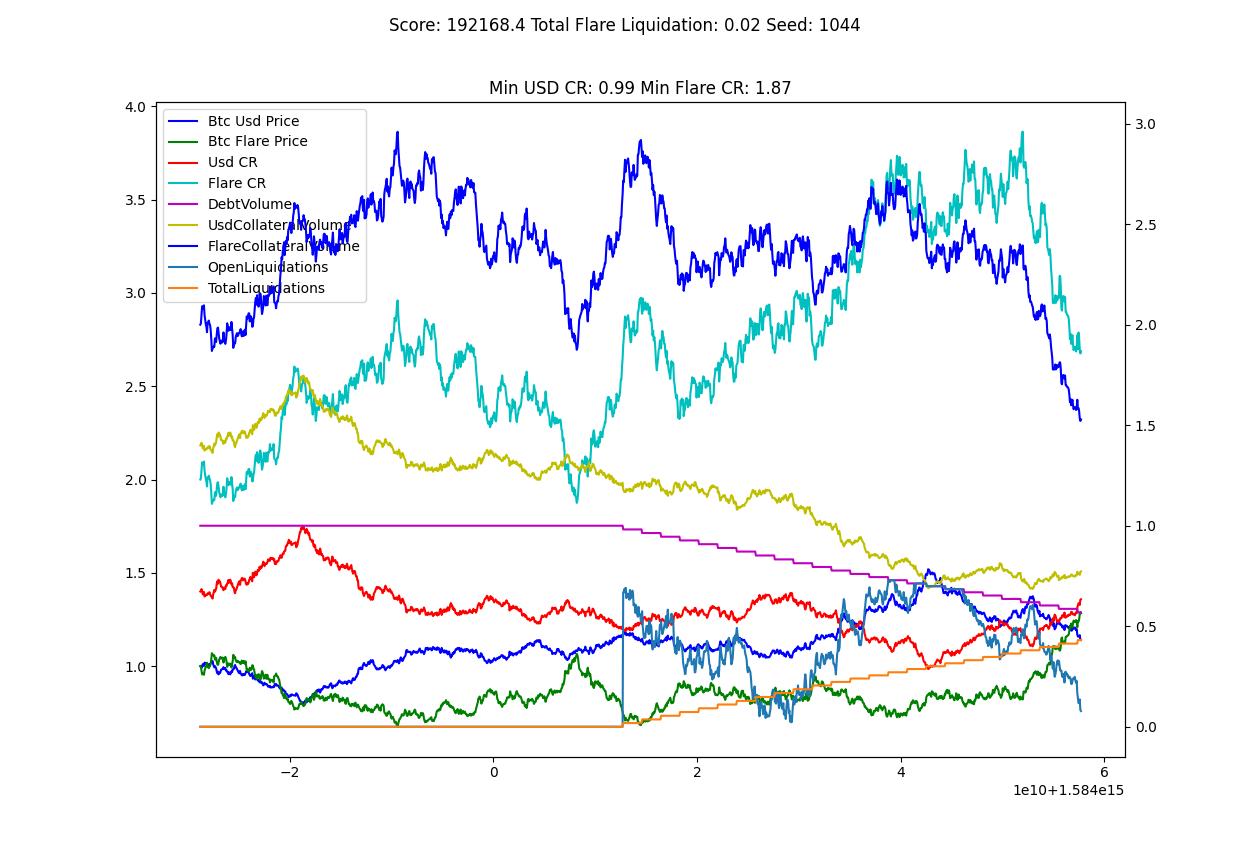 Score: 192168.4 Total Flare Liquidation: 0.02 Seed: 1044
Min USD CR: 0.99 Min Flare CR: 1.87
Btc Usd Price
Btc Flare Price
Usd CR
Flare CR
DebtVolume
UsdCollateralVolume
FlareCollateralVolume
OpenLiquidations
TotalLiquidations
4.0
3.5
3.0
2.5
2.0
1.5
1.0
3.0
2.5
2.0
1.5
1.0
0.5
0.0
−2
0
2
4
6
1e10+1.584e15